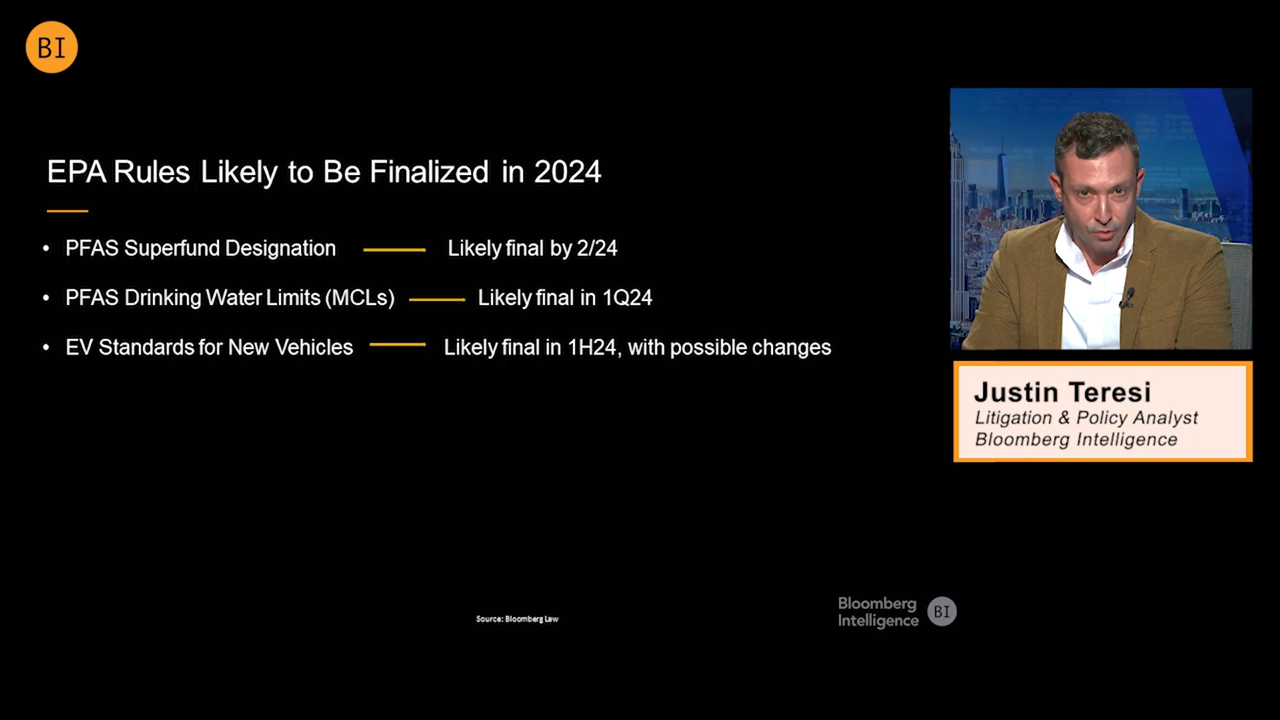 BI
EPA Rules Likely to Be Finalized in 2024
• PFAS Superfund Designation Likely final by 2/24
• PFAS Drinking Water Limits (MCLs) Likely final in 1Q24
• EV Standards for New Vehicles Likely final in 1H24, with possible changes
Justin Teresi
Litigation & Policy Analyst
Bloomberg Intelligence
Source: Bloomberg Law
Bloomberg
Intelligence
BI